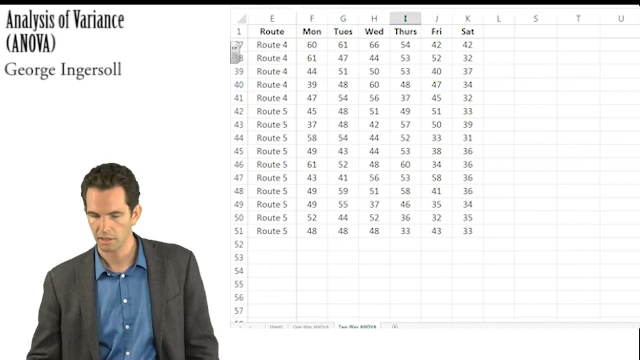 Analysis of Variance
(ANOVA)
George Ingersoll
E F G H I J K L S T U
1 Route Mon Tues Wed Thurs Fri Sat
37 Route 4 60 61 66 54 42 42
38 Route 4 61 47 44 53 52 32
39 Route 4 44 51 50 53 40 37
40 Route 4 39 48 60 48 47 34
41 Route 4 47 54 56 37 45 32
42 Route 5 45 48 51 49 51 33
43 Route 5 37 48 42 57 50 39
44 Route 5 58 54 44 52 33 31
45 Route 5 49 43 44 53 38 36
46 Route 5 61 52 48 60 34 36
47 Route 5 43 41 56 53 58 36
48 Route 5 49 59 51 58 41 36
49 Route 5 49 55 37 46 35 34
50 Route 5 52 44 52 36 32 35
51 Route 5 48 48 48 33 43 33
52
53
54
55
56
57
Sheet1 One Way ANOVA Two Way ANOVA